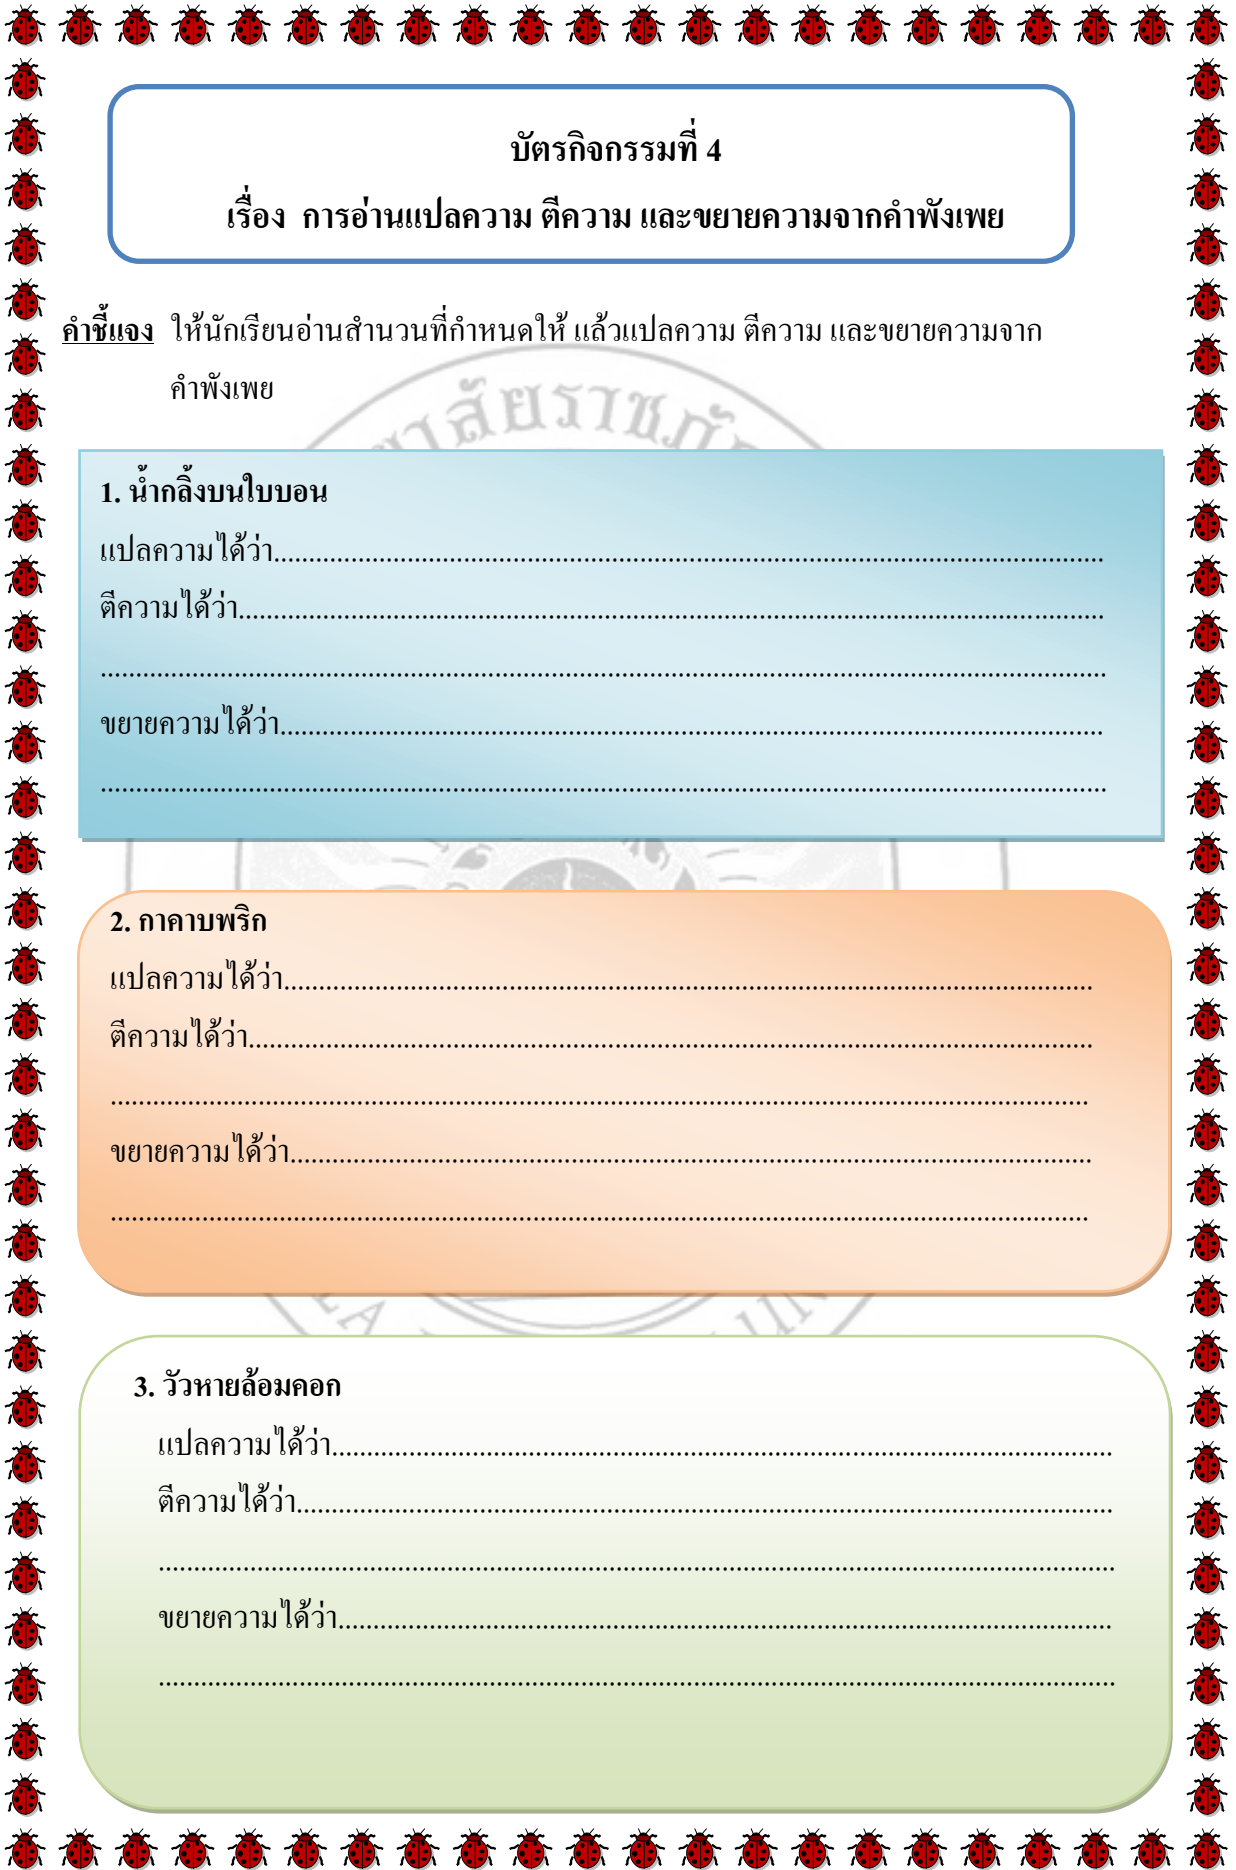 บัตรกิจกรรมที่ 4
เรื่อง  การอ่านแปลความ ตีความ และขยายความจากคำพังเพย
คำชี้แจง  ให้นักเรียนอ่านสำนวนที่กำหนดให้ แล้วแปลความ ตีความ และขยายความจาก
คำพังเพย
ยาลัยราชภัฏ
1. น้ำกลิ้งบนใบบอน
แปลความได้ว่า..............................................................................................................
ตีความได้ว่า..............................................................................................................
..............................................................................................................
ขยายความได้ว่า..............................................................................................................
..............................................................................................................
2. กาคาบพริก
แปลความได้ว่า..............................................................................................................
ตีความได้ว่า..............................................................................................................
..............................................................................................................
ขยายความได้ว่า..............................................................................................................
..............................................................................................................
3. วัวหายล้อมคอก
แปลความได้ว่า..............................................................................................................
ตีความได้ว่า..............................................................................................................
..............................................................................................................
ขยายความได้ว่า..............................................................................................................
..............................................................................................................